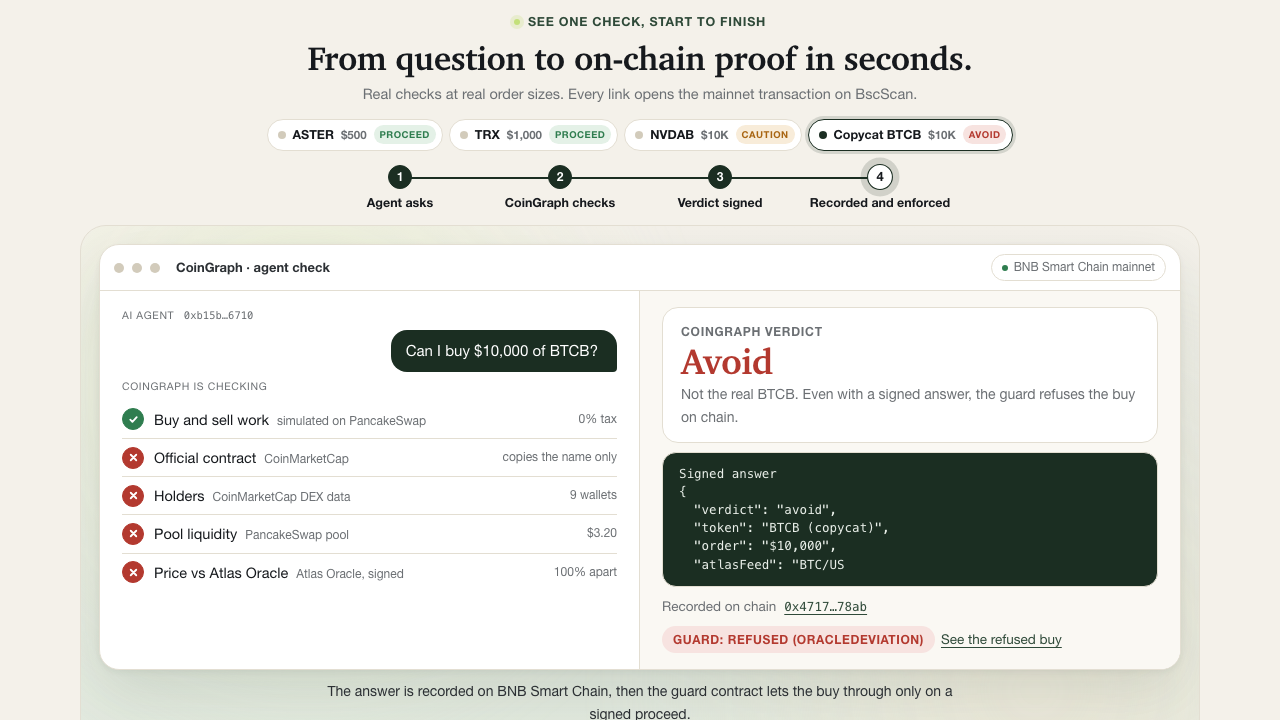 SEE ONE CHECK, START TO FINISH
From question to on-chain proof in seconds.
Real checks at real order sizes. Every link opens the mainnet transaction on BscScan.
ASTER $500 PROCEED
TRX $1,000 PROCEED
NVDAB $10K CAUTION
Copycat BTCB $10K AVOID
1 2 3 4
Agent asks
CoinGraph checks
Verdict signed
Recorded and enforced
CoinGraph · agent check
BNB Smart Chain mainnet
AI AGENT 0xb15b…6710
Can I buy $10,000 of BTCB?
COINGRAPH IS CHECKING
Buy and sell work simulated on PancakeSwap 0% tax
Official contract CoinMarketCap copies the name only
Holders CoinMarketCap DEX data 9 wallets
Pool liquidity PancakeSwap pool $3.20
Price vs Atlas Oracle Atlas Oracle, signed 100% apart
COINGRAPH VERDICT
Avoid
Not the real BTCB. Even with a signed answer, the guard refuses the buy
on chain.
Signed answer
{
"verdict": "avoid",
"token": "BTCB (copycat)",
"order": "$10,000",
"atlasFeed": "BTC/US
Recorded on chain 0x4717…78ab
GUARD: REFUSED (ORACLEDEVIATION) See the refused buy
The answer is recorded on BNB Smart Chain, then the guard contract lets the buy through only on a
signed proceed.